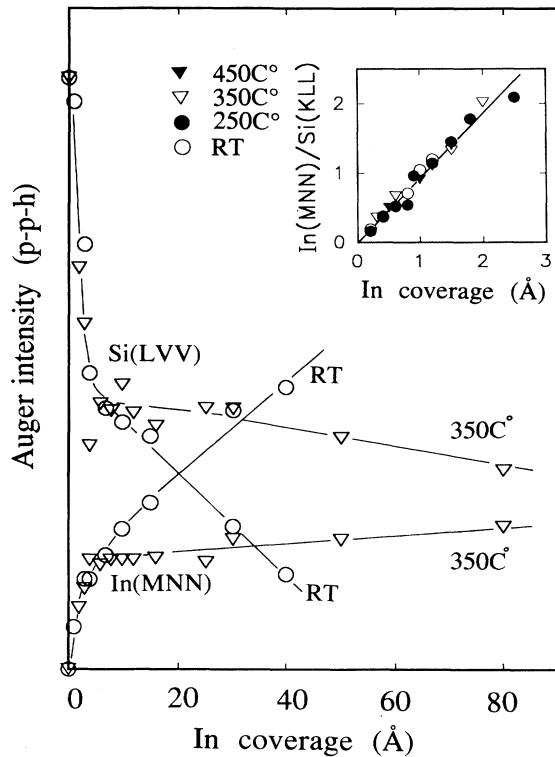 450C°
350C°
250C°
RT
In(MNN)/Si(KLL)
2
1
0
0 1 2 3
In coverage (Å)
Auger intensity (p-p-h)
Si(LVV)
RT
350C°
In(MNN)
350C°
RT
0 20 40 60 80
In coverage (Å)